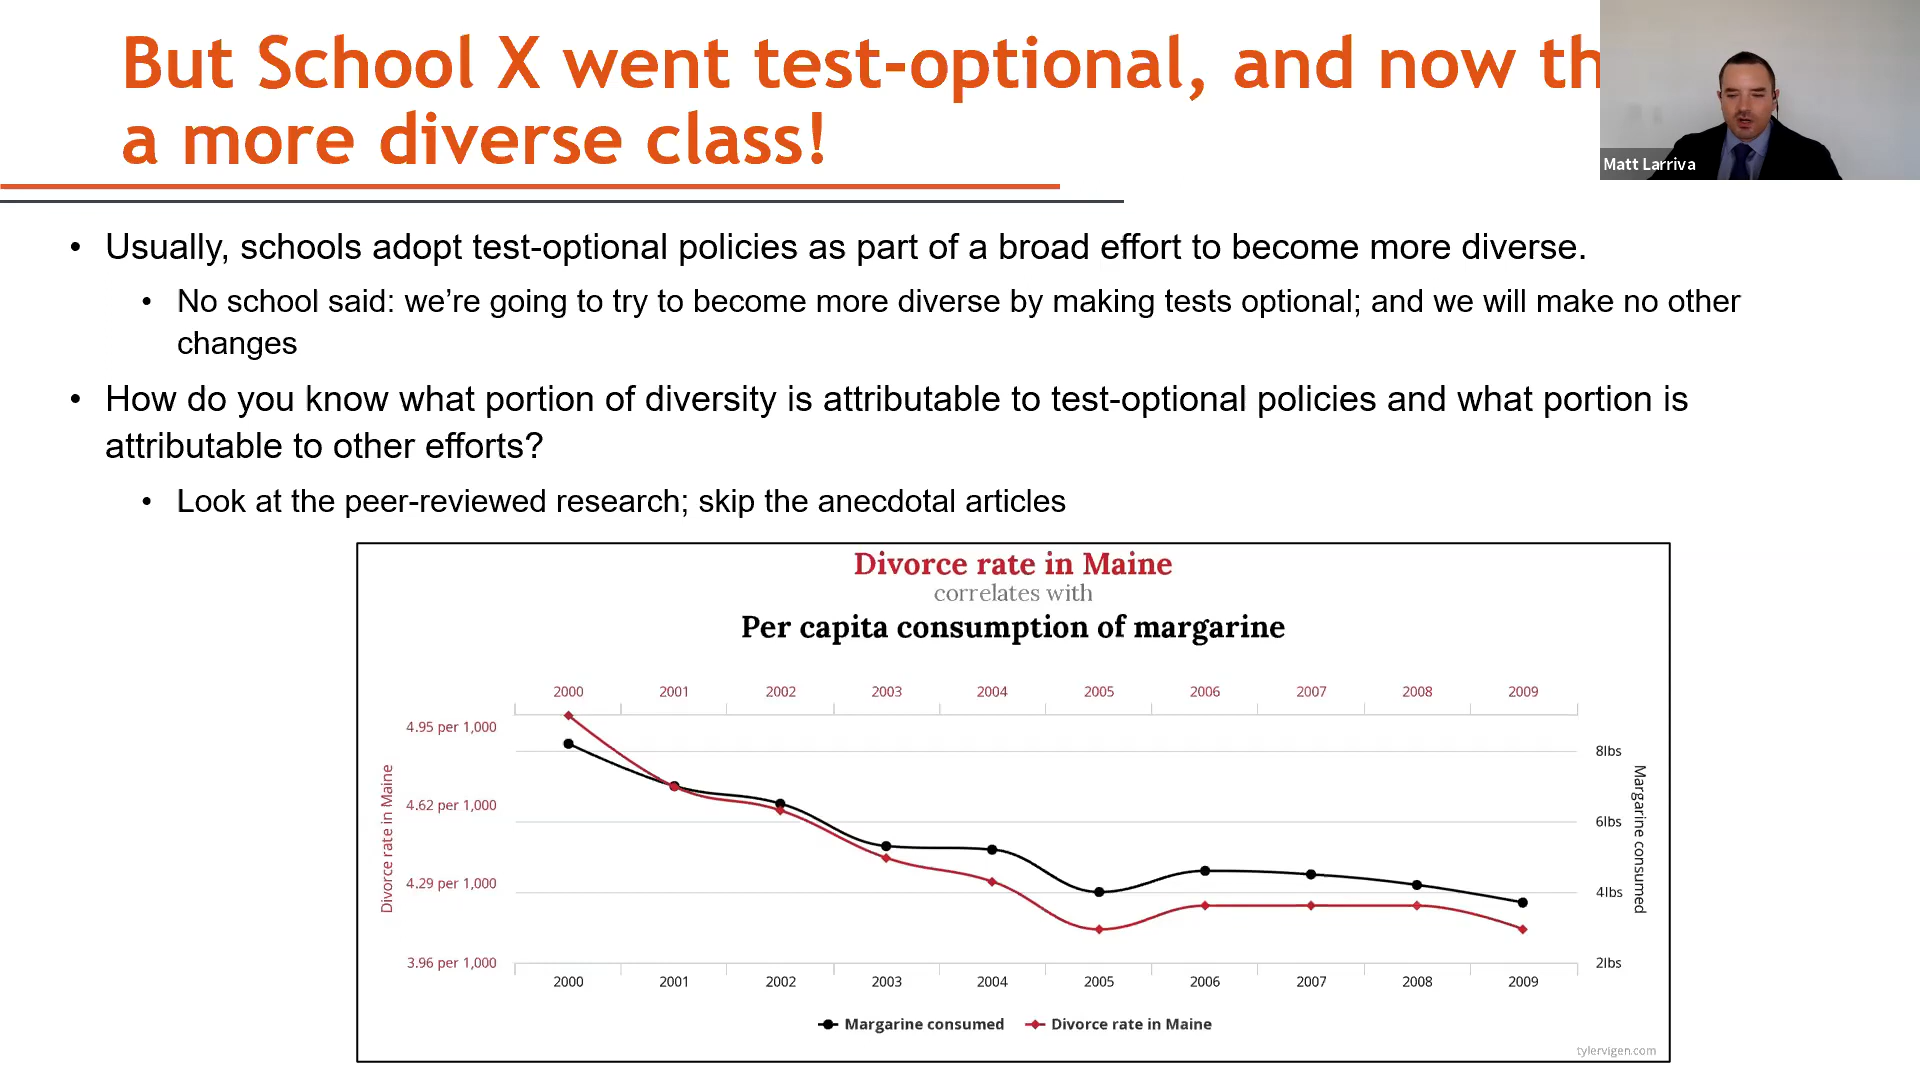 But School X went test-optional, and now th
a more diverse class!
Matt Larriva
• Usually, schools adopt test-optional policies as part of a broad effort to become more diverse.
• No school said: we’re going to try to become more diverse by making tests optional; and we will make no other
changes
• How do you know what portion of diversity is attributable to test-optional policies and what portion is
attributable to other efforts?
• Look at the peer-reviewed research; skip the anecdotal articles
Divorce rate in Maine
correlates with
Per capita consumption of margarine
2000 2001 2002 2003 2004 2005 2006 2007 2008 2009
4.95 per 1,000
8lbs
4.62 per 1,000
6lbs
4.29 per 1,000
4lbs
3.96 per 1,000
2lbs
Divorce rate in Maine
Margarine consumed
2000 2001 2002 2003 2004 2005 2006 2007 2008 2009
Margarine consumed Divorce rate in Maine
tylervigen.com